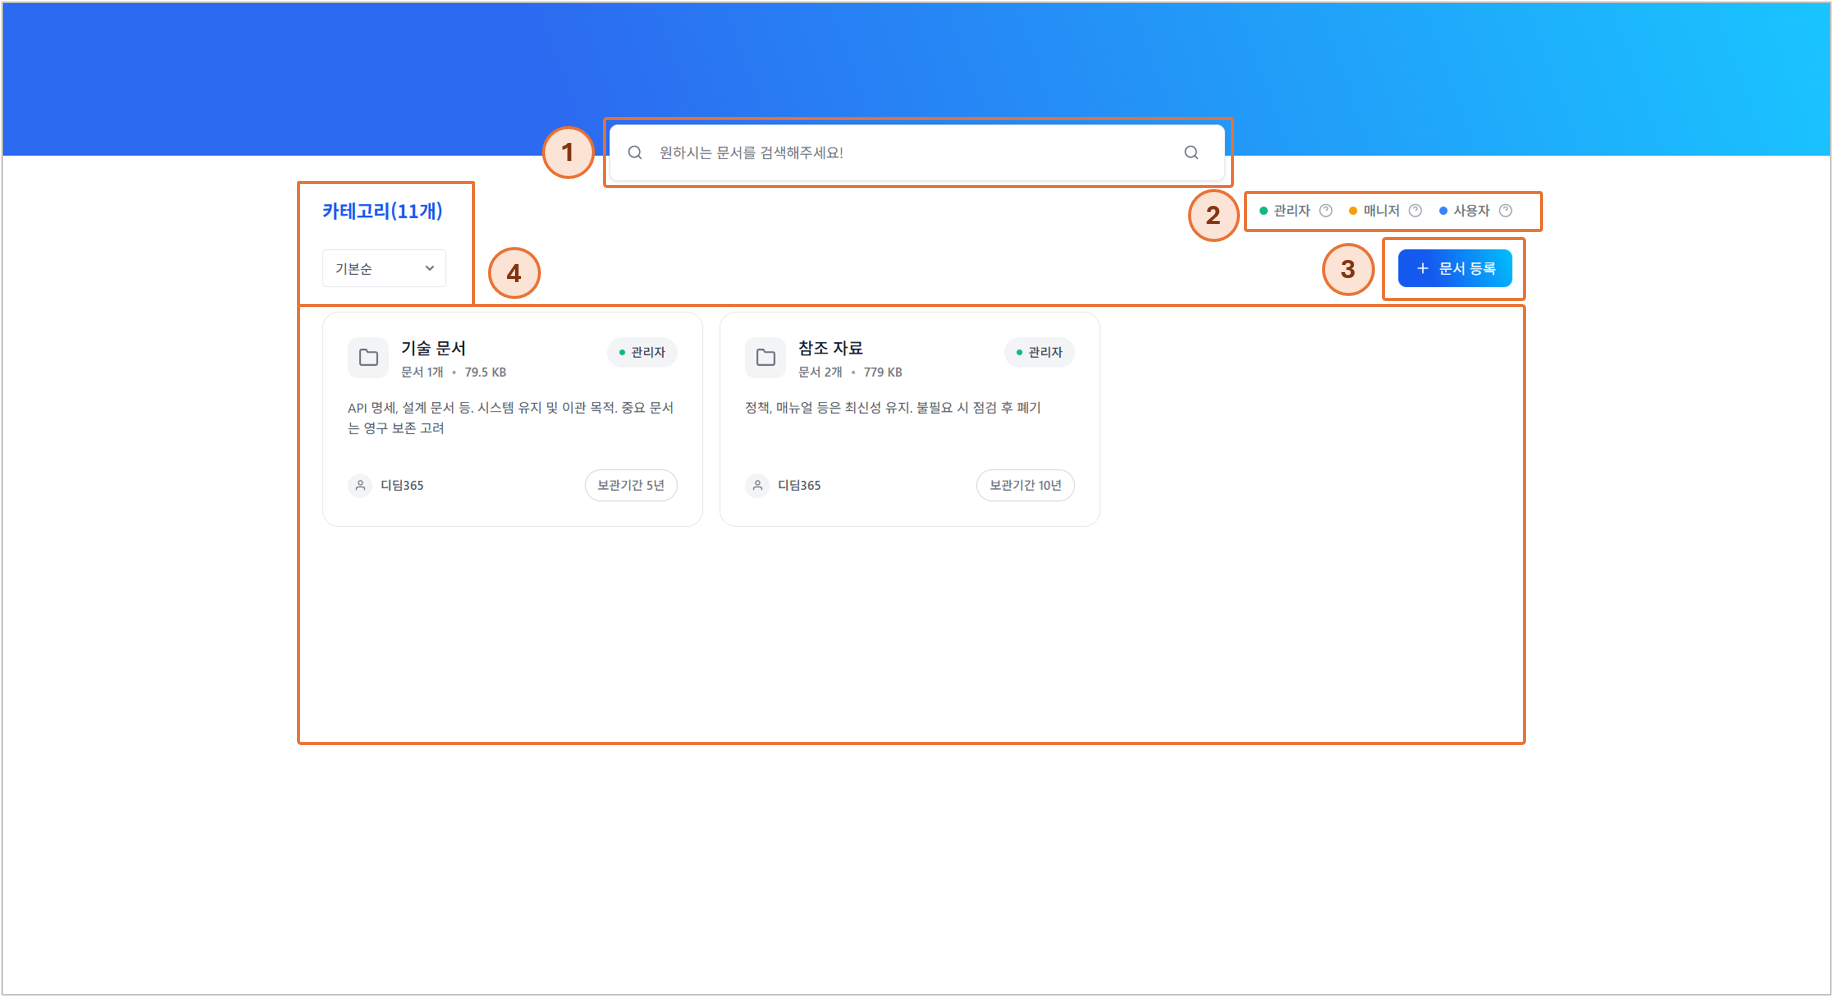 1
원하시는 문서를 검색해주세요!
카테고리(11개)
2
관리자
매니저
사용자
기본순
4
3
문서 등록
기술 문서
문서 1개 • 79.5 KB
관리자
API 명세, 설계 문서 등. 시스템 유지 및 이관 목적. 중요 문서
는 영구 보존 고려
디딤365
보관기간 5년
참조 자료
문서 2개 • 779 KB
관리자
정책, 매뉴얼 등은 최신성 유지. 불필요 시 점검 후 폐기
디딤365
보관기간 10년